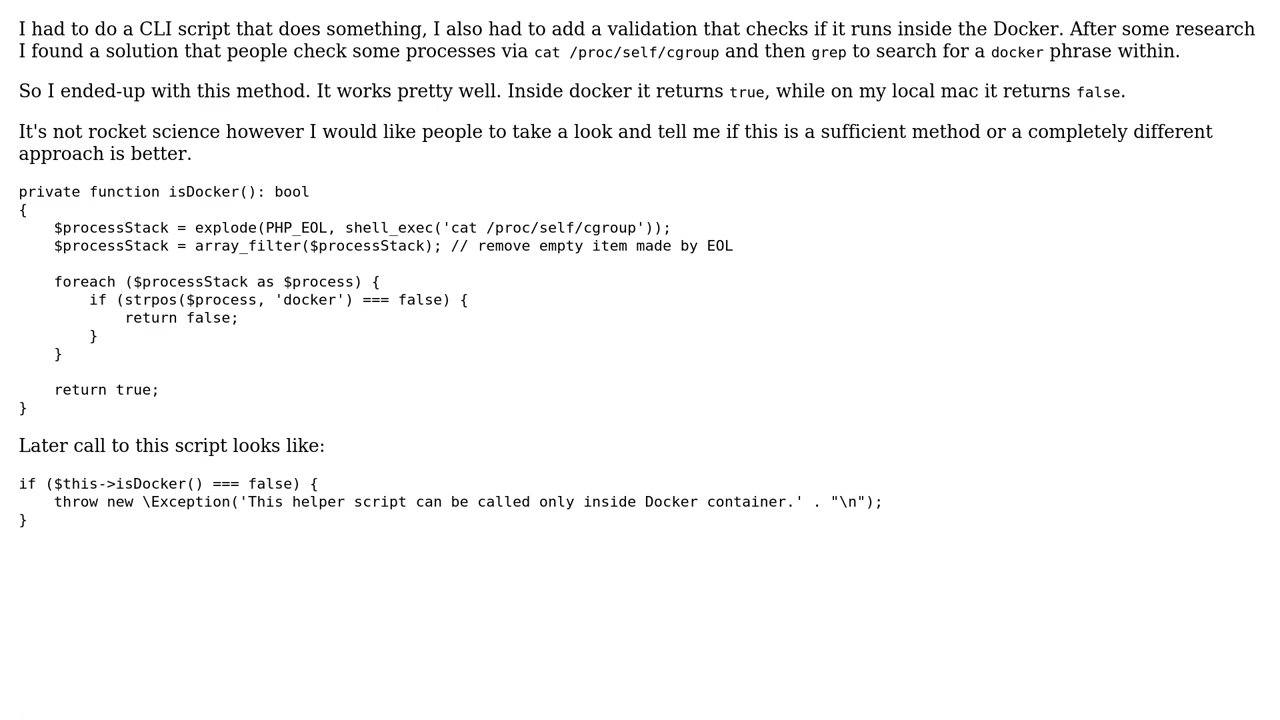 I had to do a CLI script that does something, I also had to add a validation that checks if it runs inside the Docker. After some research
I found a solution that people check some processes via cat /proc/self/cgroup and then grep to search for a docker phrase within.
So I ended-up with this method. It works pretty well. Inside docker it returns true, while on my local mac it returns false.
It's not rocket science however I would like people to take a look and tell me if this is a sufficient method or a completely different
approach is better.
private function isDocker(): bool
{
    $processStack = explode(PHP_EOL, shell_exec('cat /proc/self/cgroup'));
    $processStack = array_filter($processStack); // remove empty item made by EOL
    foreach ($processStack as $process) {
        if (strpos($process, 'docker') === false) {
            return false;
        }
    }
    return true;
}
Later call to this script looks like:
if ($this->isDocker() === false) {
    throw new \Exception('This helper script can be called only inside Docker container.' . "\n");
}